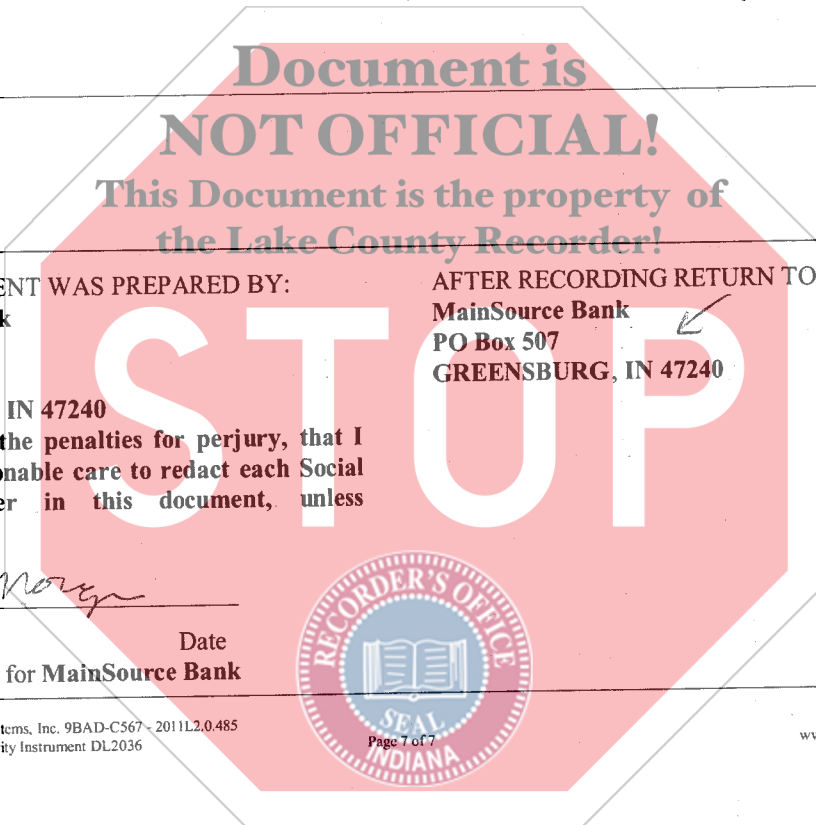 Document is
NOT OFFICIAL!
This Document is the property of
the Lake County Recorder!
ENT WAS PREPARED BY:
k
IN 47240
the penalties for perjury, that I
onable care to redact each Social
er in this document, unless
Date
for MainSource Bank
AFTER RECORDING RETURN TO
MainSource Bank
PO Box 507
GREENSBURG, IN 47240
STOP
RECORDER'S OFFICE
SEAL
INDIANA
tems, Inc. 9BAD-C567 - 2011L2.0.485
ity Instrument DL2036
Page 7 of 7